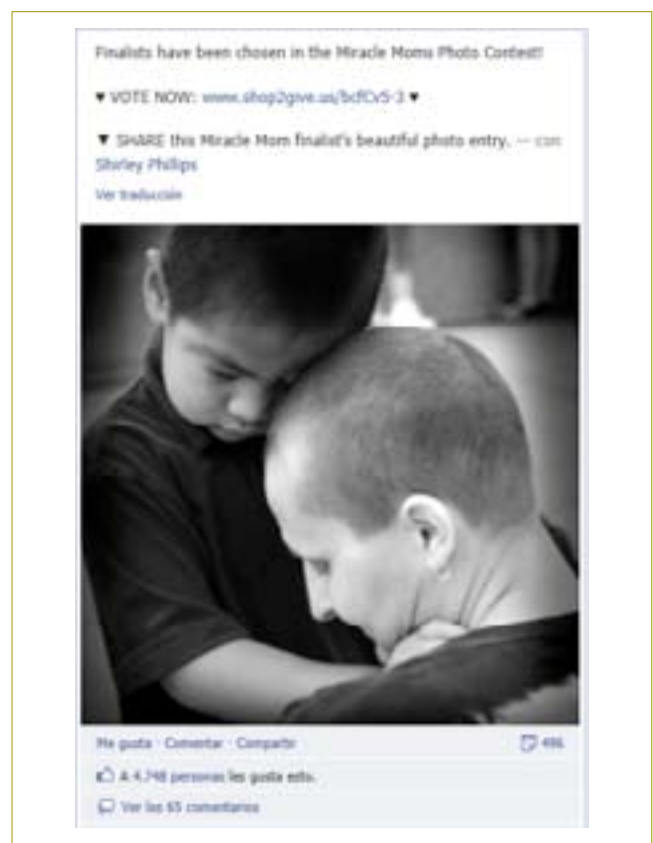 Finalists have been chosen in the Miracle Moms Photo Contest!
♥ VOTE NOW: www.shop2give.us/bcfCv5-3 ♥
▼ SHARE this Miracle Mom finalist's beautiful photo entry. — con
Shirley Phillips
Ver traducción
Me gusta · Comentar · Compartir 486
A 4.748 personas les gusta esto.
Ver los 65 comentarios